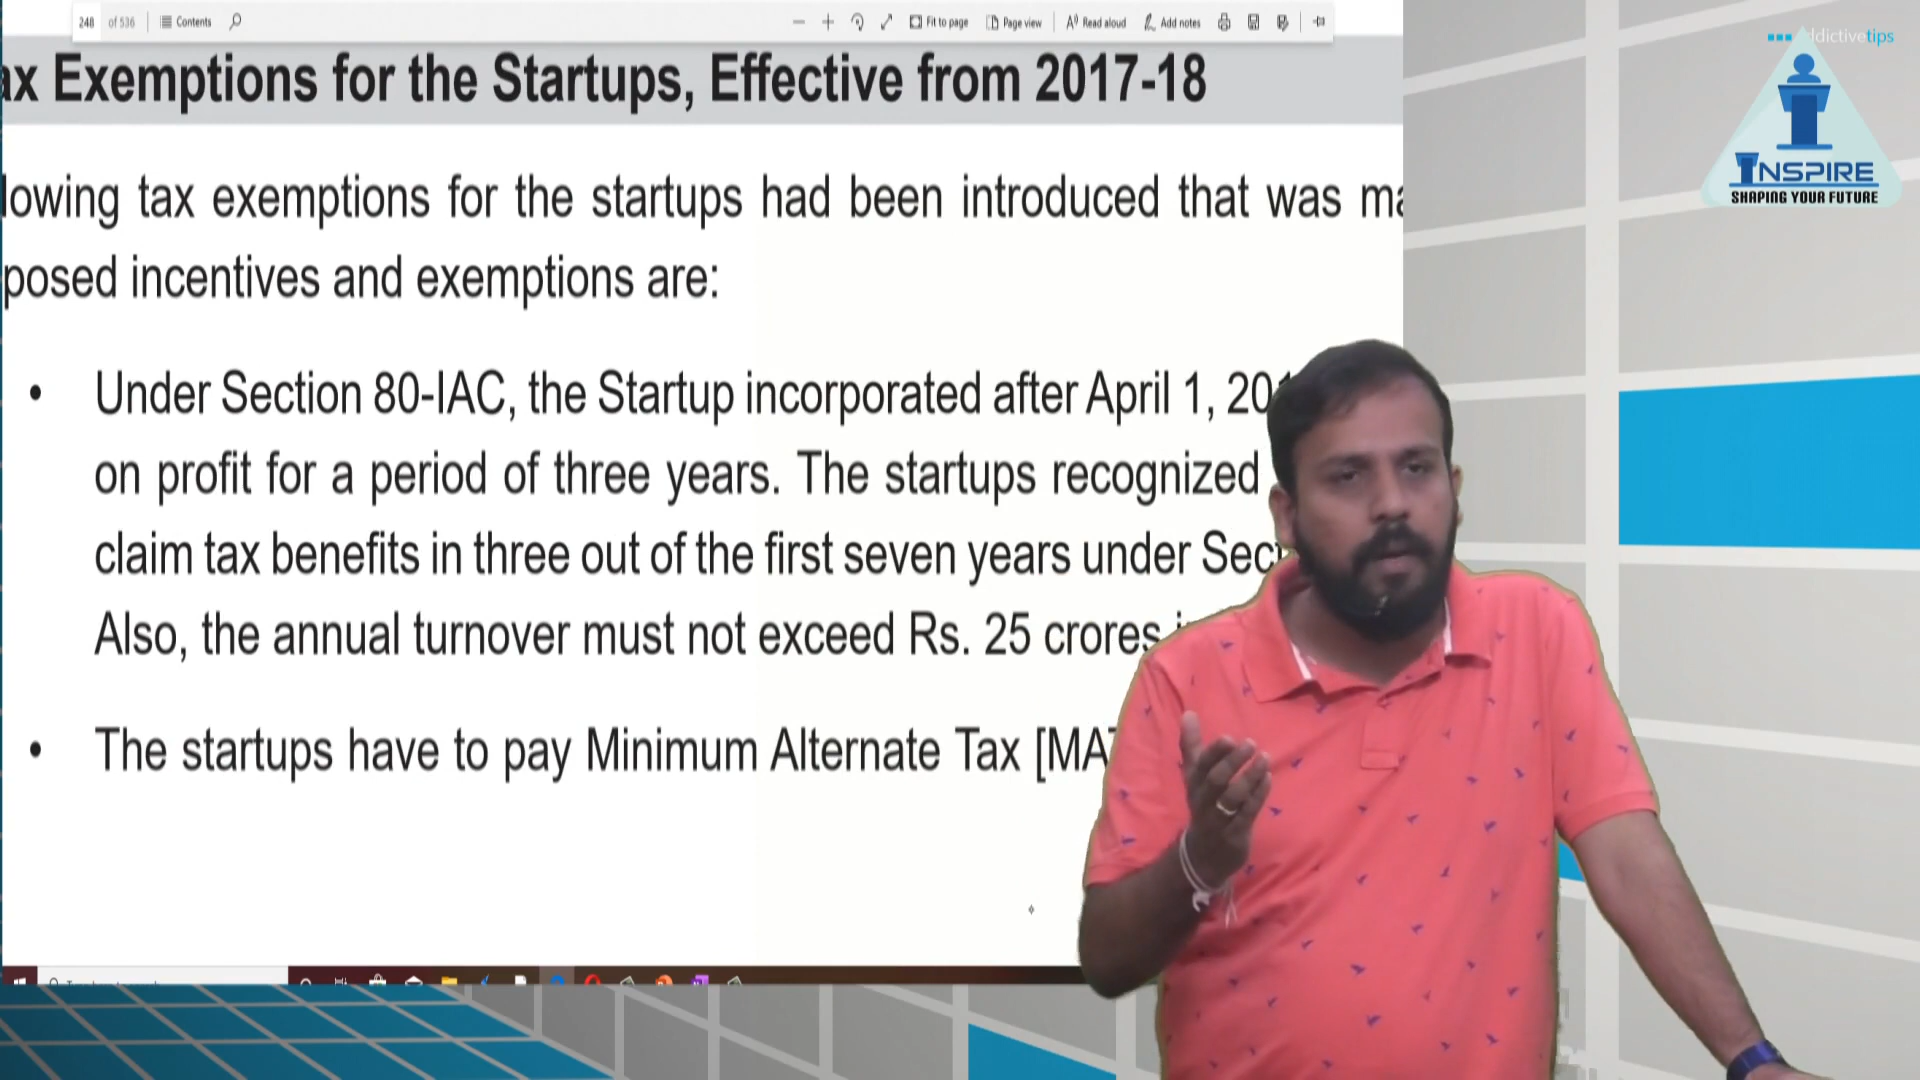 248 of 536 Contents Fit to page Page view Read aloud Add notes
ddictivetips
ax Exemptions for the Startups, Effective from 2017-18
INSPIRE
SHAPING YOUR FUTURE
lowing tax exemptions for the startups had been introduced that was ma
posed incentives and exemptions are:
• Under Section 80-IAC, the Startup incorporated after April 1, 201
on profit for a period of three years. The startups recognized
claim tax benefits in three out of the first seven years under Sect
Also, the annual turnover must not exceed Rs. 25 crores
• The startups have to pay Minimum Alternate Tax [MAT